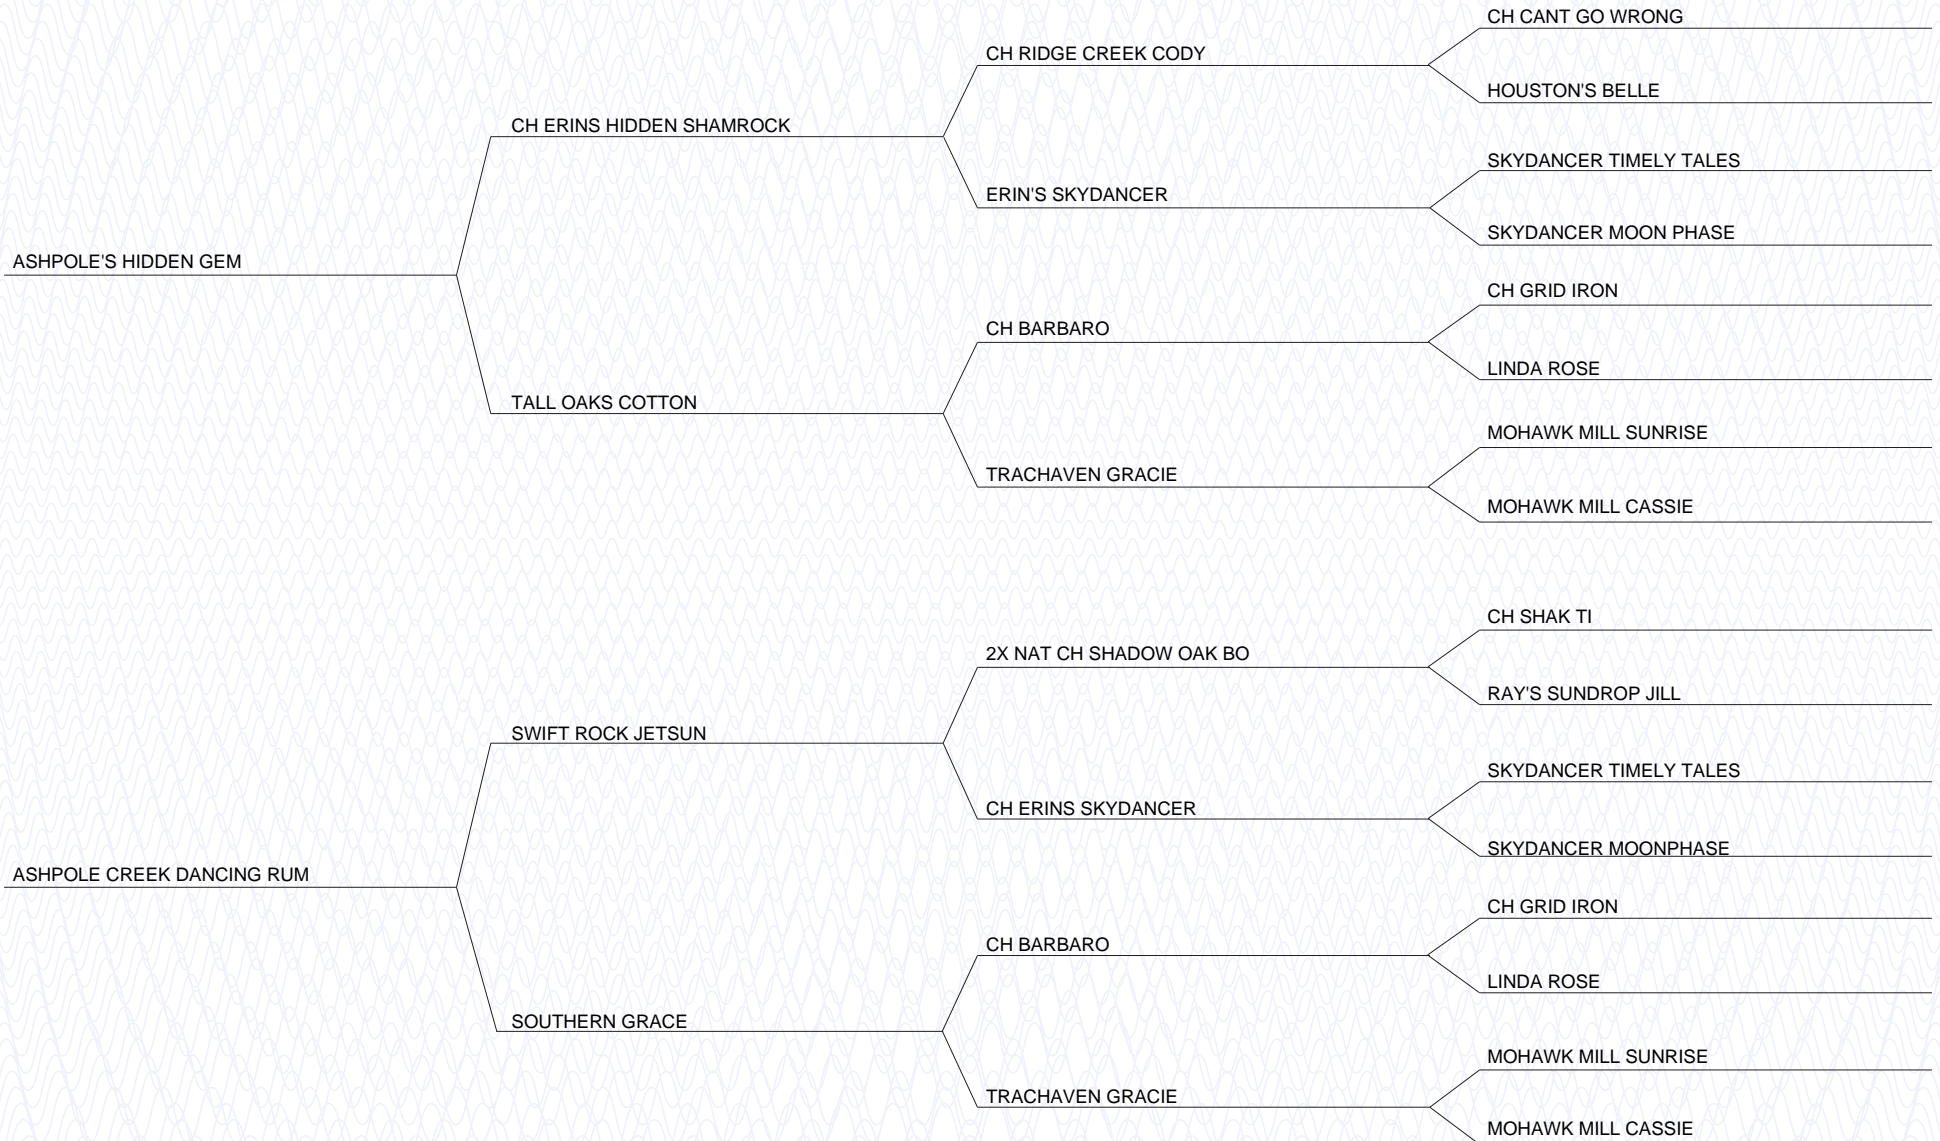 CH CANT GO WRONG
CH RIDGE CREEK CODY
HOUSTON'S BELLE
CH ERINS HIDDEN SHAMROCK
SKYDANCER TIMELY TALES
ERIN'S SKYDANCER
SKYDANCER MOON PHASE
ASHPOLE'S HIDDEN GEM
CH GRID IRON
CH BARBARO
LINDA ROSE
TALL OAKS COTTON
MOHAWK MILL SUNRISE
TRACHAVEN GRACIE
MOHAWK MILL CASSIE
CH SHAK TI
2X NAT CH SHADOW OAK BO
RAY'S SUNDROP JILL
SWIFT ROCK JETSUN
SKYDANCER TIMELY TALES
CH ERINS SKYDANCER
SKYDANCER MOONPHASE
ASHPOLE CREEK DANCING RUM
CH GRID IRON
CH BARBARO
LINDA ROSE
SOUTHERN GRACE
MOHAWK MILL SUNRISE
TRACHAVEN GRACIE
MOHAWK MILL CASSIE